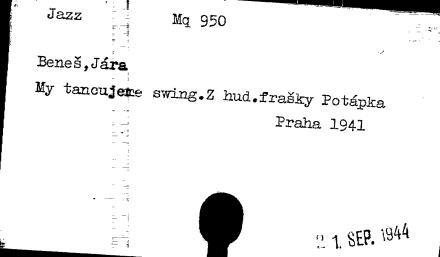 Jazz
Mq 950
Beneš,Jára
My tancujeme swing.Z hud.frašky Potápka
Praha 1941
21. SEP. 1944